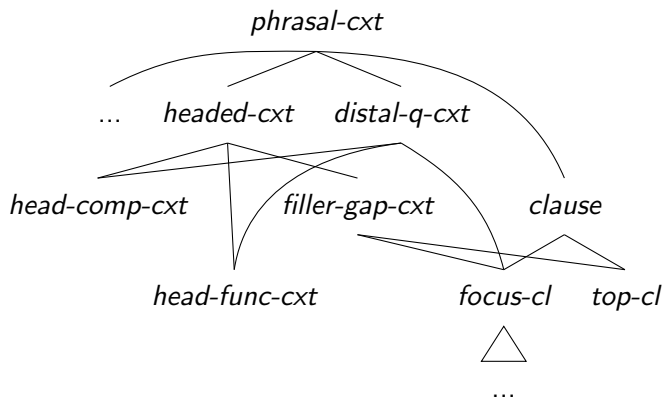 phrasal-cxt
... headed-cxt distal-q-cxt
head-comp-cxt filler-gap-cxt clause
head-func-cxt focus-cl top-cl
...